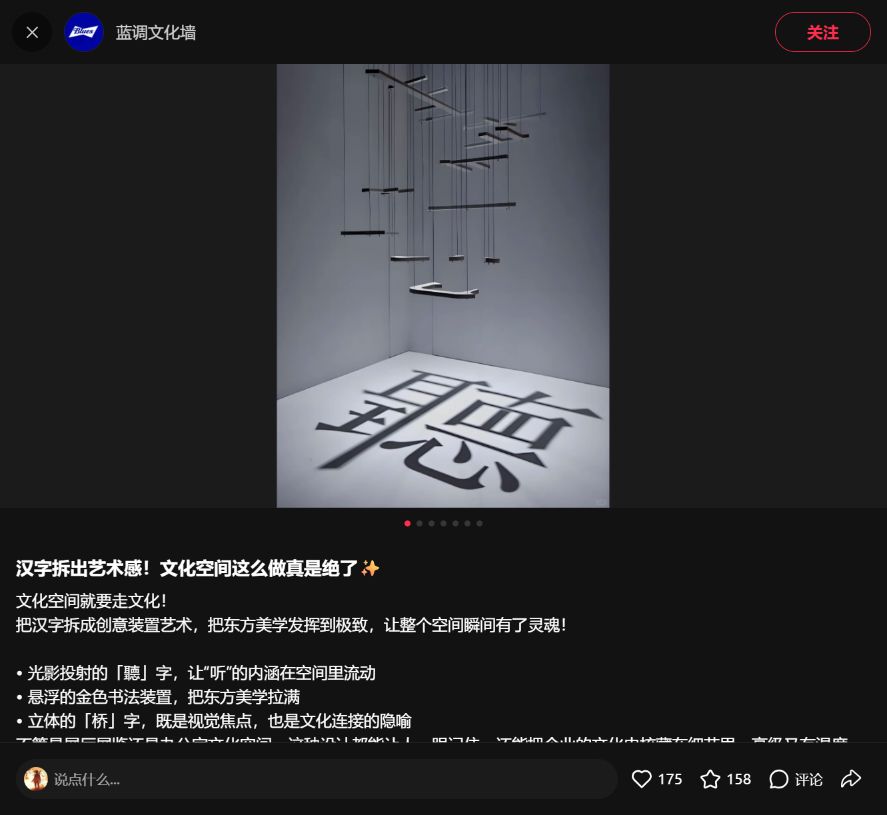 Blues
蓝调文化墙
关注
聽
汉字拆出艺术感！文化空间这么做真是绝了✨
文化空间就要走文化！
把汉字拆成创意装置艺术，把东方美学发挥到极致，让整个空间瞬间有了灵魂！
• 光影投射的「聽」字，让“听”的内涵在空间里流动
• 悬浮的金色书法装置，把东方美学拉满
• 立体的「桥」字，既是视觉焦点，也是文化连接的隐喻
说点什么...
175
158
评论